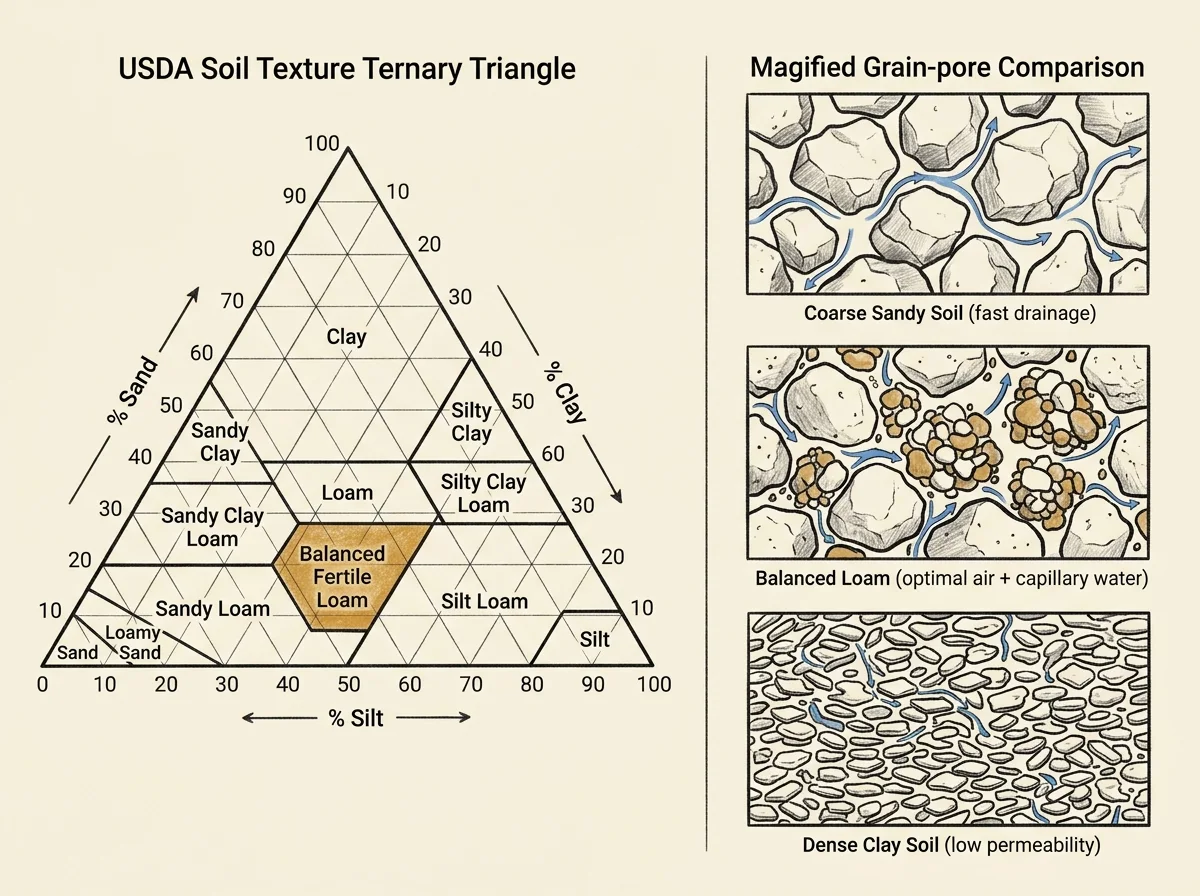 USDA Soil Texture Ternary Triangle
100
90
80
70
60
50
40
30
20
10
% Sand
10
20
30
40
50
60
30
20
10
% Clay
Clay
Sandy
Clay
Silty
Clay
Loam
Silty Clay
Loam
Sandy Clay
Loam
Balanced
Fertile
Loam
Sandy Loam
Silt Loam
Loamy
Sand
Sand
Silt
0 10 20 30 40 50 60 70 80 90 100
% Silt
Magified Grain-pore Comparison
Coarse Sandy Soil (fast drainage)
Balanced Loam (optimal air + capillary water)
Dense Clay Soil (low permeability)